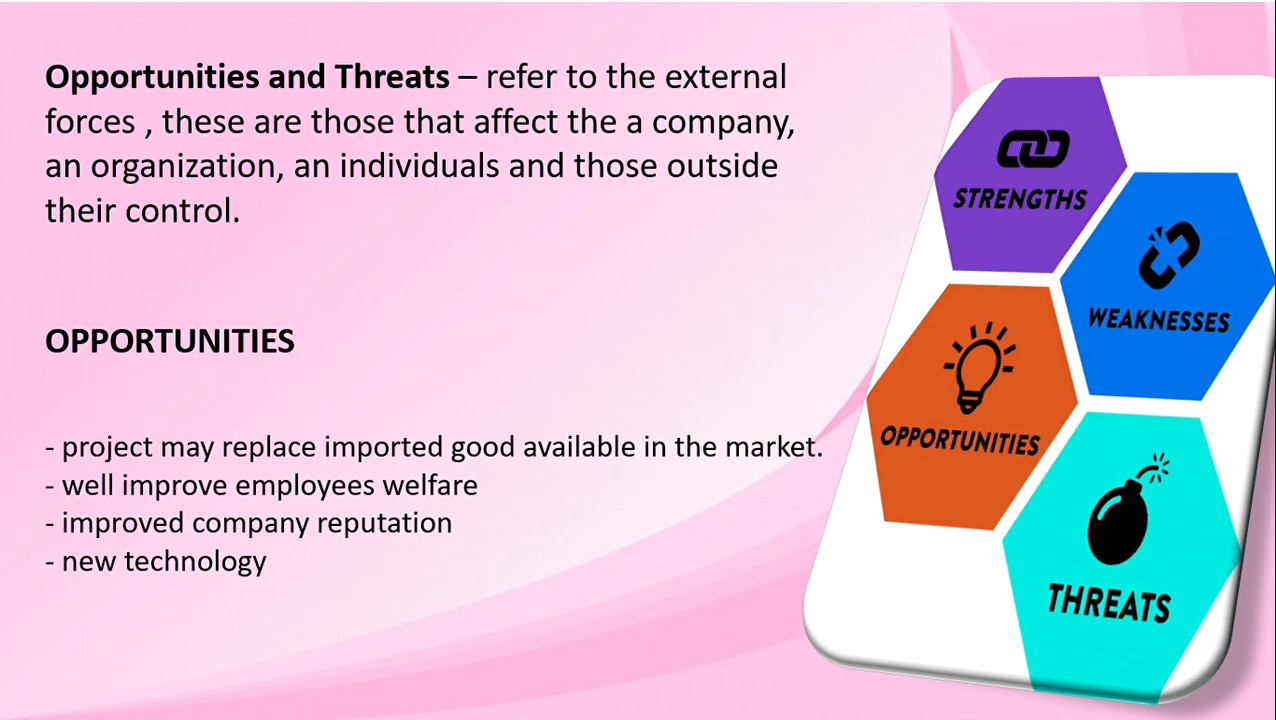 Opportunities and Threats – refer to the external
forces , these are those that affect the a company,
an organization, an individuals and those outside
their control.
OPPORTUNITIES
- project may replace imported good available in the market.
- well improve employees welfare
- improved company reputation
- new technology
STRENGTHS
WEAKNESSES
OPPORTUNITIES
THREATS